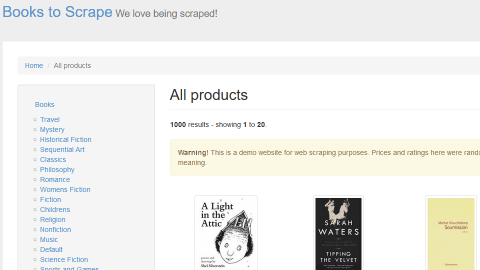 Books to Scrape We love being scraped!
Home / All products
Books
Travel
Mystery
Historical Fiction
Sequential Art
Classics
Philosophy
Romance
Womens Fiction
Fiction
Childrens
Religion
Nonfiction
Music
Default
Science Fiction
Sports and Games
All products
1000 results - showing 1 to 20.
Warning! This is a demo website for web scraping purposes. Prices and ratings here were
meaning.
A Light
in the
Attic
Shel Silverstein
SARAH
WATERS
TIPPING
THE VELVET
Soumission